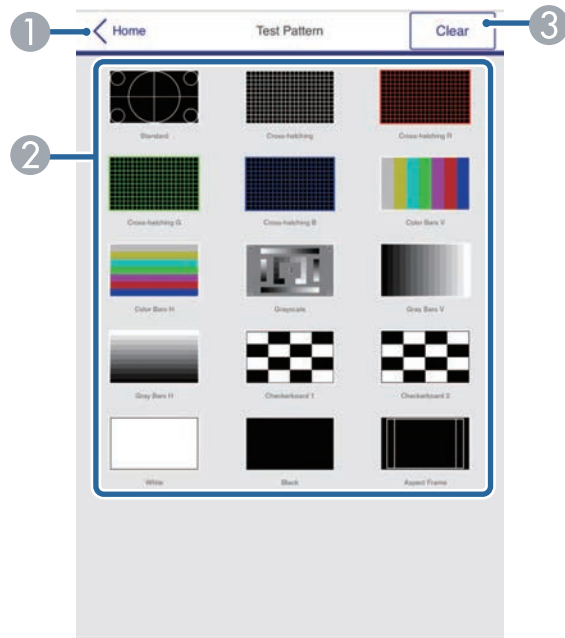 1
Home
Test Pattern
Clear
3
2
Standard
Cross-hatching
Cross-hatching R
Cross-hatching G
Cross-hatching B
Color Bars V
Color Bars H
Grayscale
Gray Bars V
Gray Bars H
Checkerboard 1
Checkerboard 2
White
Black
Aspect Frame